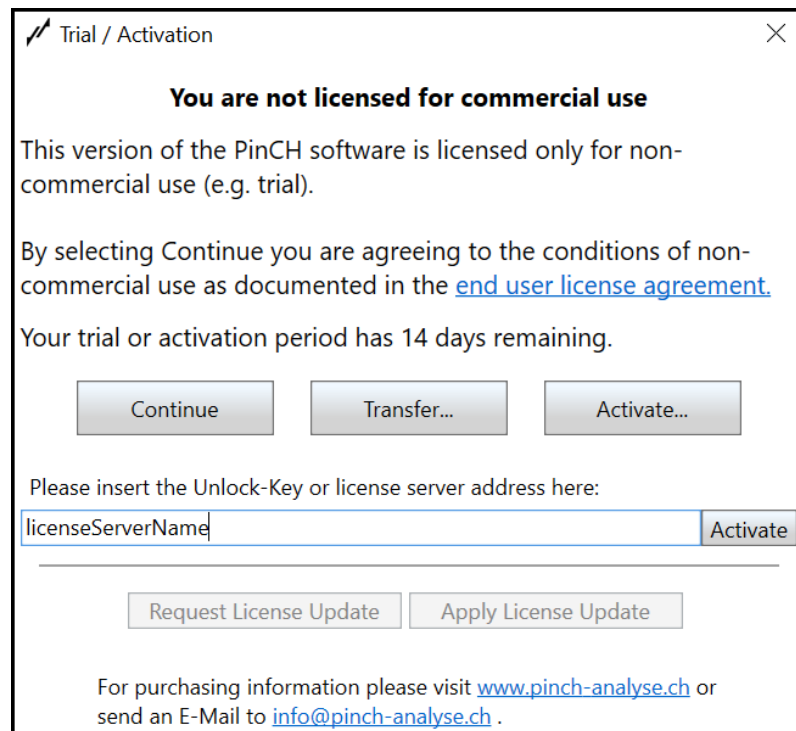 Trial / Activation
You are not licensed for commercial use
This version of the PinCH software is licensed only for non-
commercial use (e.g. trial).
By selecting Continue you are agreeing to the conditions of non-
commercial use as documented in the end user license agreement.
Your trial or activation period has 14 days remaining.
Continue Transfer... Activate...
Please insert the Unlock-Key or license server address here:
licenseServerName Activate
Request License Update Apply License Update
For purchasing information please visit www.pinch-analyse.ch or
send an E-Mail to info@pinch-analyse.ch .